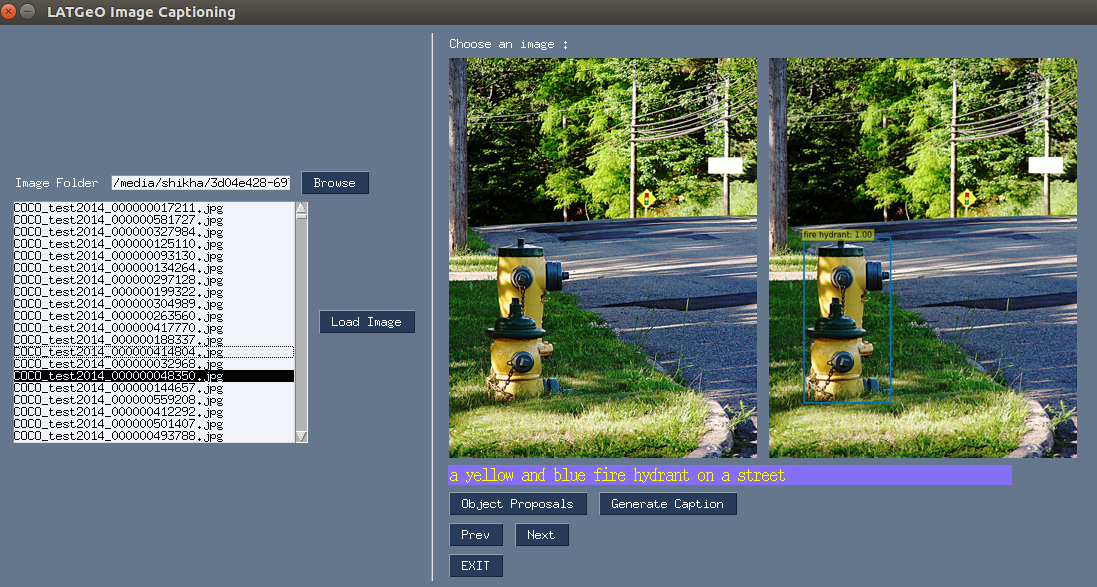 LATGeO Image Captioning
Choose an image :
Image Folder /media/shikha/3d04e428-69 Browse
COCO_test2014_000000017211.jpg
COCO_test2014_000000581727.jpg
COCO_test2014_000000327984.jpg
COCO_test2014_000000125110.jpg
COCO_test2014_000000093130.jpg
COCO_test2014_000000134264.jpg
COCO_test2014_000000297128.jpg
COCO_test2014_000000199322.jpg
COCO_test2014_000000304989.jpg
COCO_test2014_000000263560.jpg
COCO_test2014_000000417770.jpg
COCO_test2014_000000188337.jpg
COCO_test2014_000000414804.jpg
COCO_test2014_000000032968.jpg
COCO_test2014_000000048350.jpg
COCO_test2014_000000144657.jpg
COCO_test2014_000000559208.jpg
COCO_test2014_000000412292.jpg
COCO_test2014_000000501407.jpg
COCO_test2014_000000493788.jpg
Load Image
fire hydrant: 1.00
a yellow and blue fire hydrant on a street
Object Proposals Generate Caption
Prev Next
EXIT